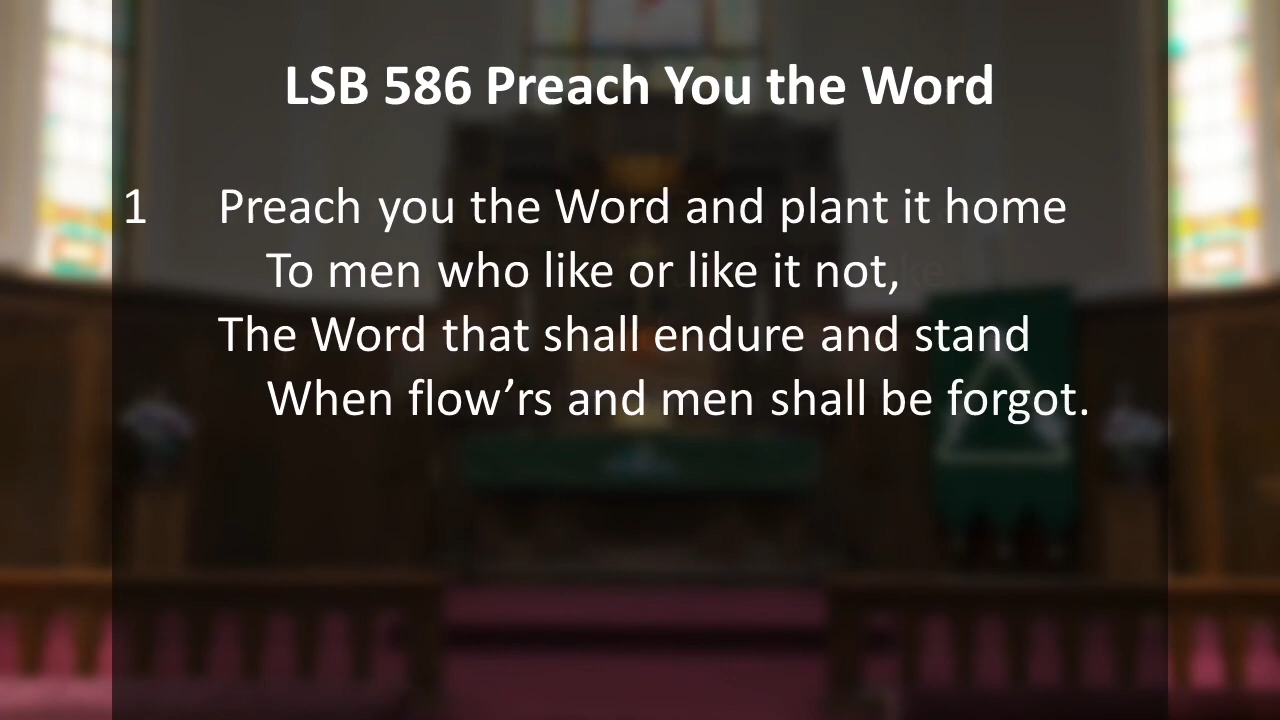 LSB 586 Preach You the Word
1 Preach you the Word and plant it home
To men who like or like it not,
The Word that shall endure and stand
When flow’rs and men shall be forgot.